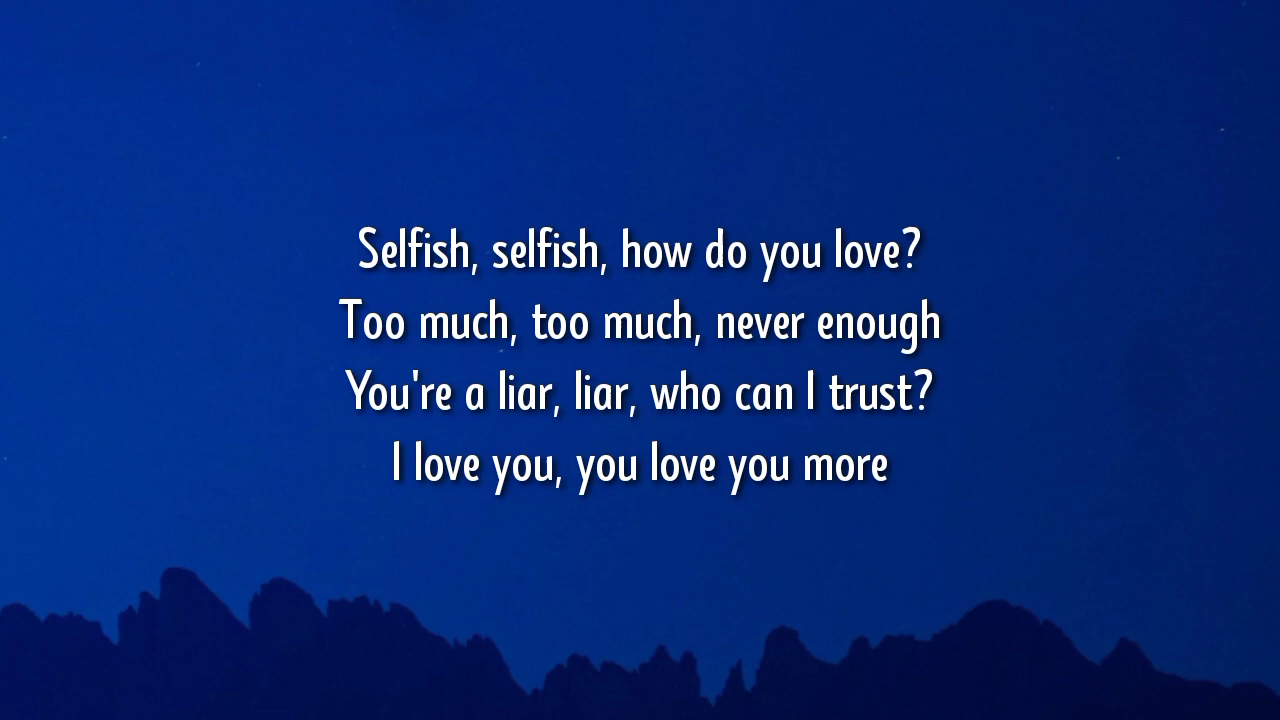 Selfish, selfish, how do you love?
Too much, too much, never enough
You're a liar, liar, who can I trust?
I love you, you love you more